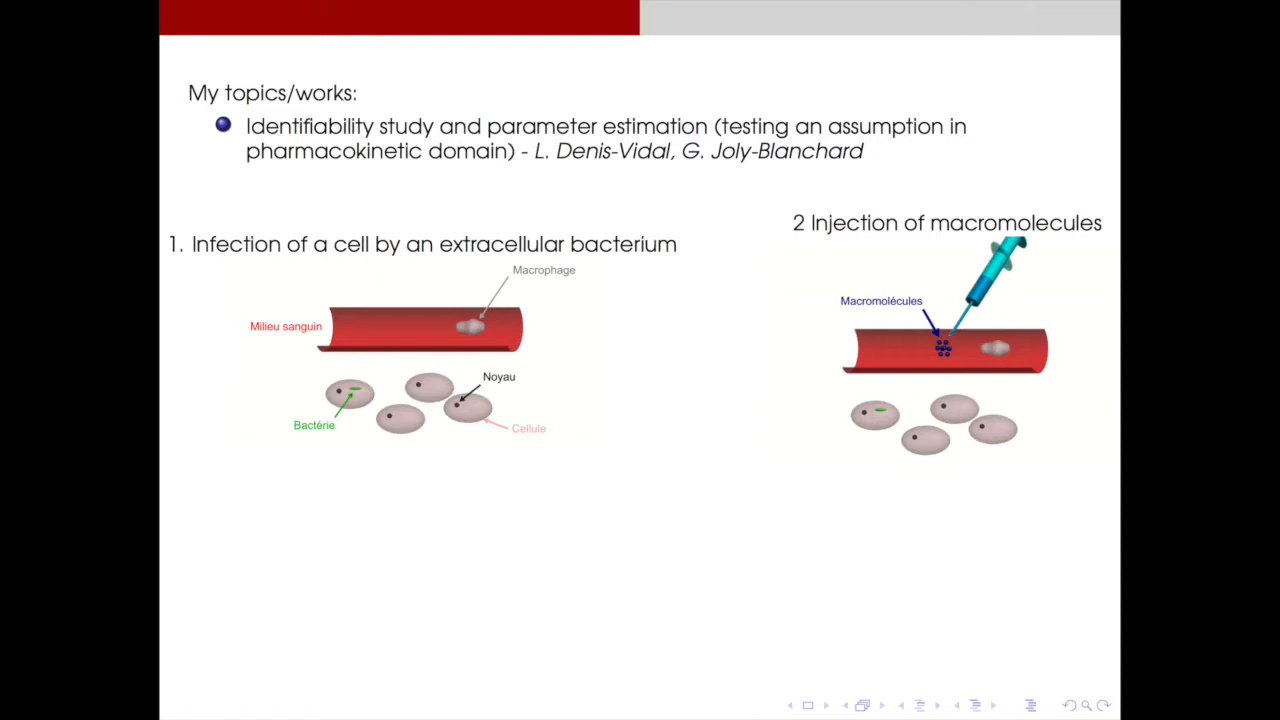 My topics/works:
Identifiability study and parameter estimation (testing an assumption in
pharmacokinetic domain) - L. Denis-Vidal, G. Joly-Blanchard
1. Infection of a cell by an extracellular bacterium
Macrophage
Milieu sanguin
Noyau
Bactérie
Cellule
2 Injection of macromolecules
Macromolécules